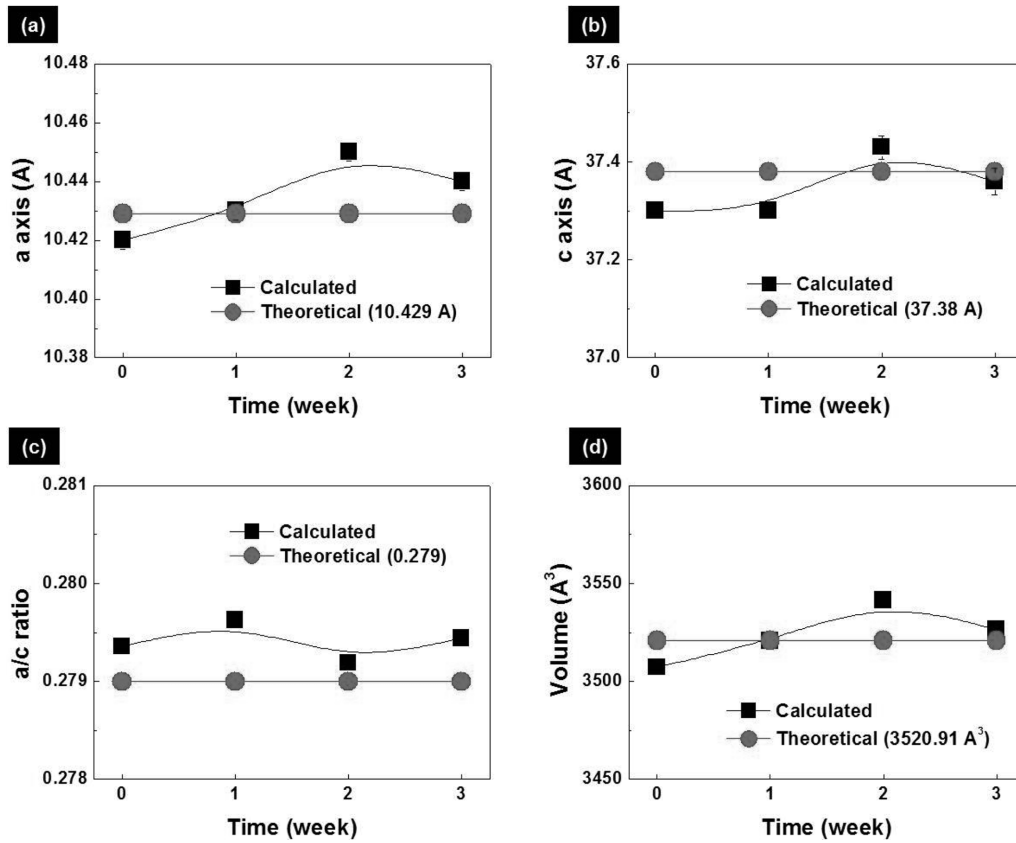 (a)
10.48
10.46
10.44
10.42
10.40
10.38
a axis (A)
Calculated
Theoretical (10.429 A)
0 1 2 3
Time (week)
(b)
37.6
37.4
37.2
37.0
c axis (A)
Calculated
Theoretical (37.38 A)
0 1 2 3
Time (week)
(c)
0.281
0.280
0.279
0.278
a/c ratio
Calculated
Theoretical (0.279)
0 1 2 3
Time (week)
(d)
3600
3550
3500
3450
Volume (A³)
Calculated
Theoretical (3520.91 A³)
0 1 2 3
Time (week)